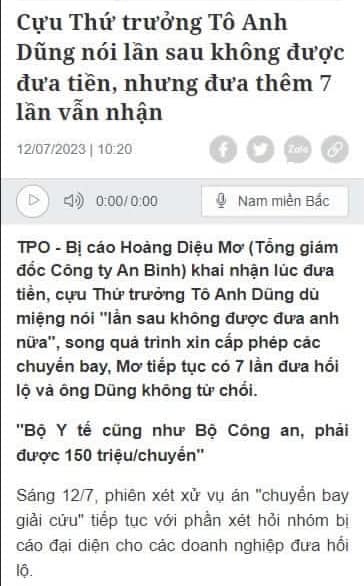 Cựu Thứ trưởng Tô Anh
Dũng nói lần sau không được
đưa tiền, nhưng đưa thêm 7
lần vẫn nhận
12/07/2023 | 10:20
Zalo
0:00/ 0:00
Nam miền Bắc
TPO - Bị cáo Hoàng Diệu Mơ (Tổng giám
đốc Công ty An Bình) khai nhận lúc đưa
tiền, cựu Thứ trưởng Tô Anh Dũng dù
miệng nói "lần sau không được đưa anh
nữa", song quá trình xin cấp phép các
chuyến bay, Mơ tiếp tục có 7 lần đưa hối
lộ và ông Dũng không từ chối.
"Bộ Y tế cũng như Bộ Công an, phải
được 150 triệu/chuyến"
Sáng 12/7, phiên xét xử vụ án "chuyến bay
giải cứu" tiếp tục với phần xét hỏi nhóm bị
cáo đại diện cho các doanh nghiệp đưa hối
lộ.